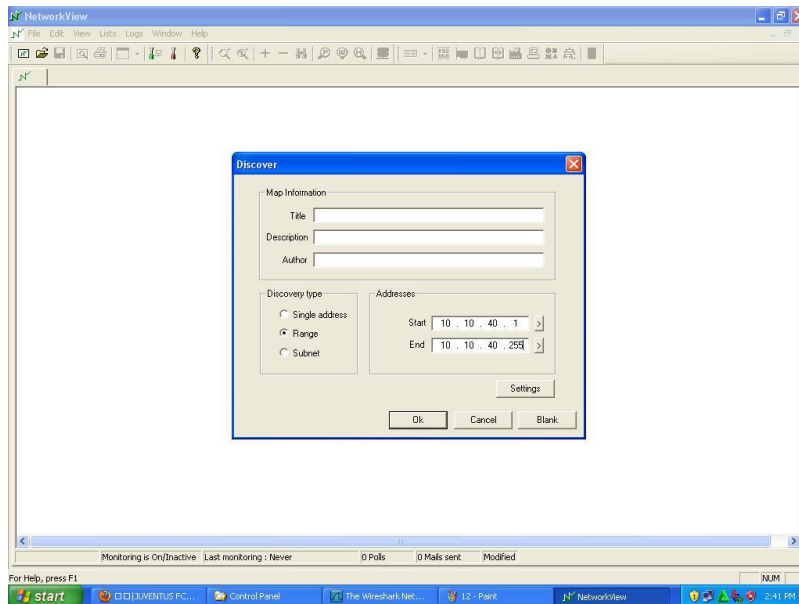 NetworkView
File Edit View Lists Logs Window Help
Discover
Map Information
Title
Description
Author
Discovery type
Single address
Range
Subnet
Addresses
Start 10 . 10 . 40 . 1 >
End 10 . 10 . 40 . 255 >
Settings
Ok Cancel Blank
Monitoring is On/Inactive Last monitoring : Never 0 Polls 0 Mails sent Modified
For Help, press F1 NUM
start JUVENTUS FC... Control Panel The Wireshark Net... 12 - Paint NetworkView 2:41 PM